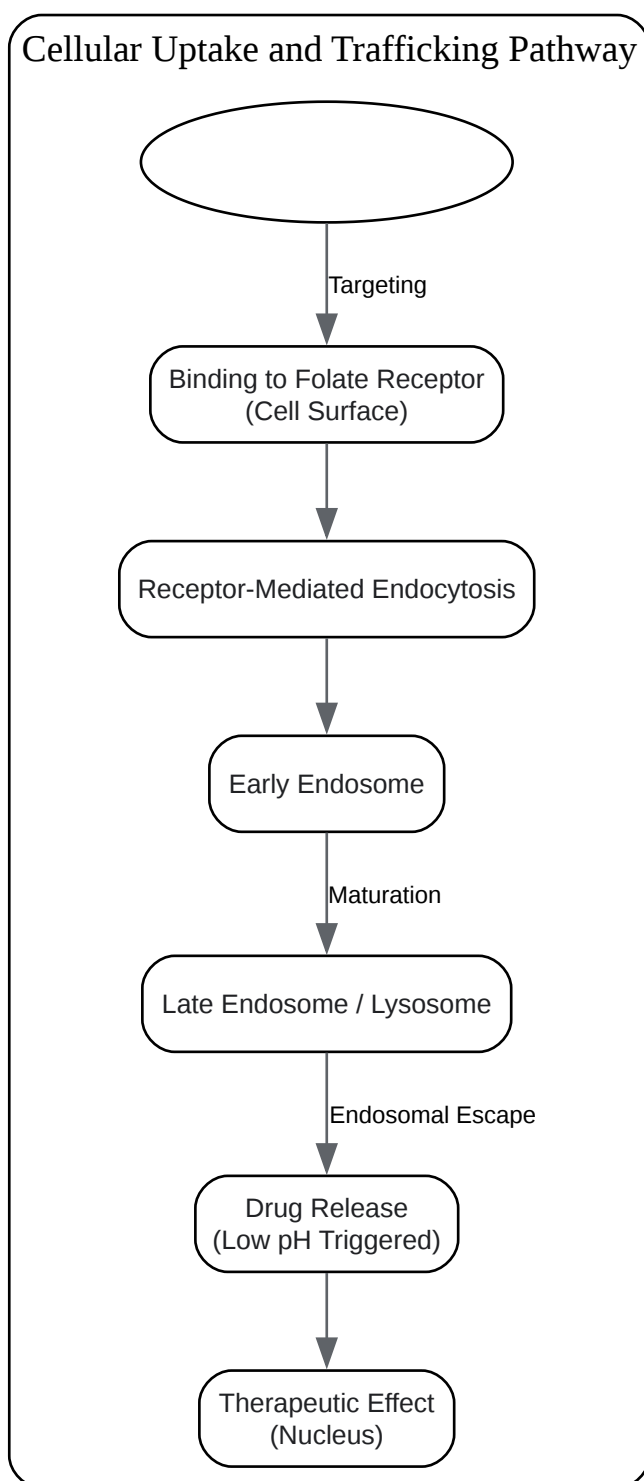 Cellular Uptake and Trafficking Pathway
Targeting
Binding to Folate Receptor
(Cell Surface)
Receptor-Mediated Endocytosis
Early Endosome
Maturation
Late Endosome / Lysosome
Endosomal Escape
Drug Release
(Low pH Triggered)
Therapeutic Effect
(Nucleus)